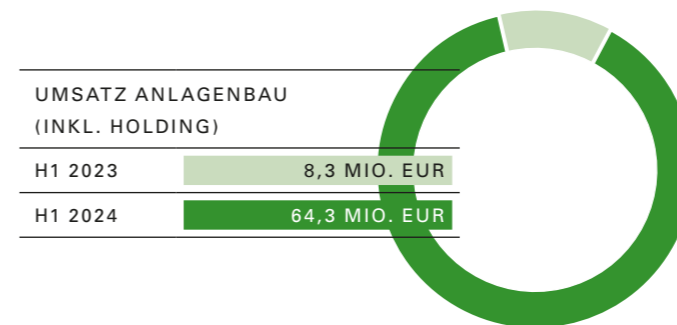 UMSATZ ANLAGENBAU
(INKL. HOLDING)
H1 2023 8,3 MIO. EUR
H1 2024 64,3 MIO. EUR